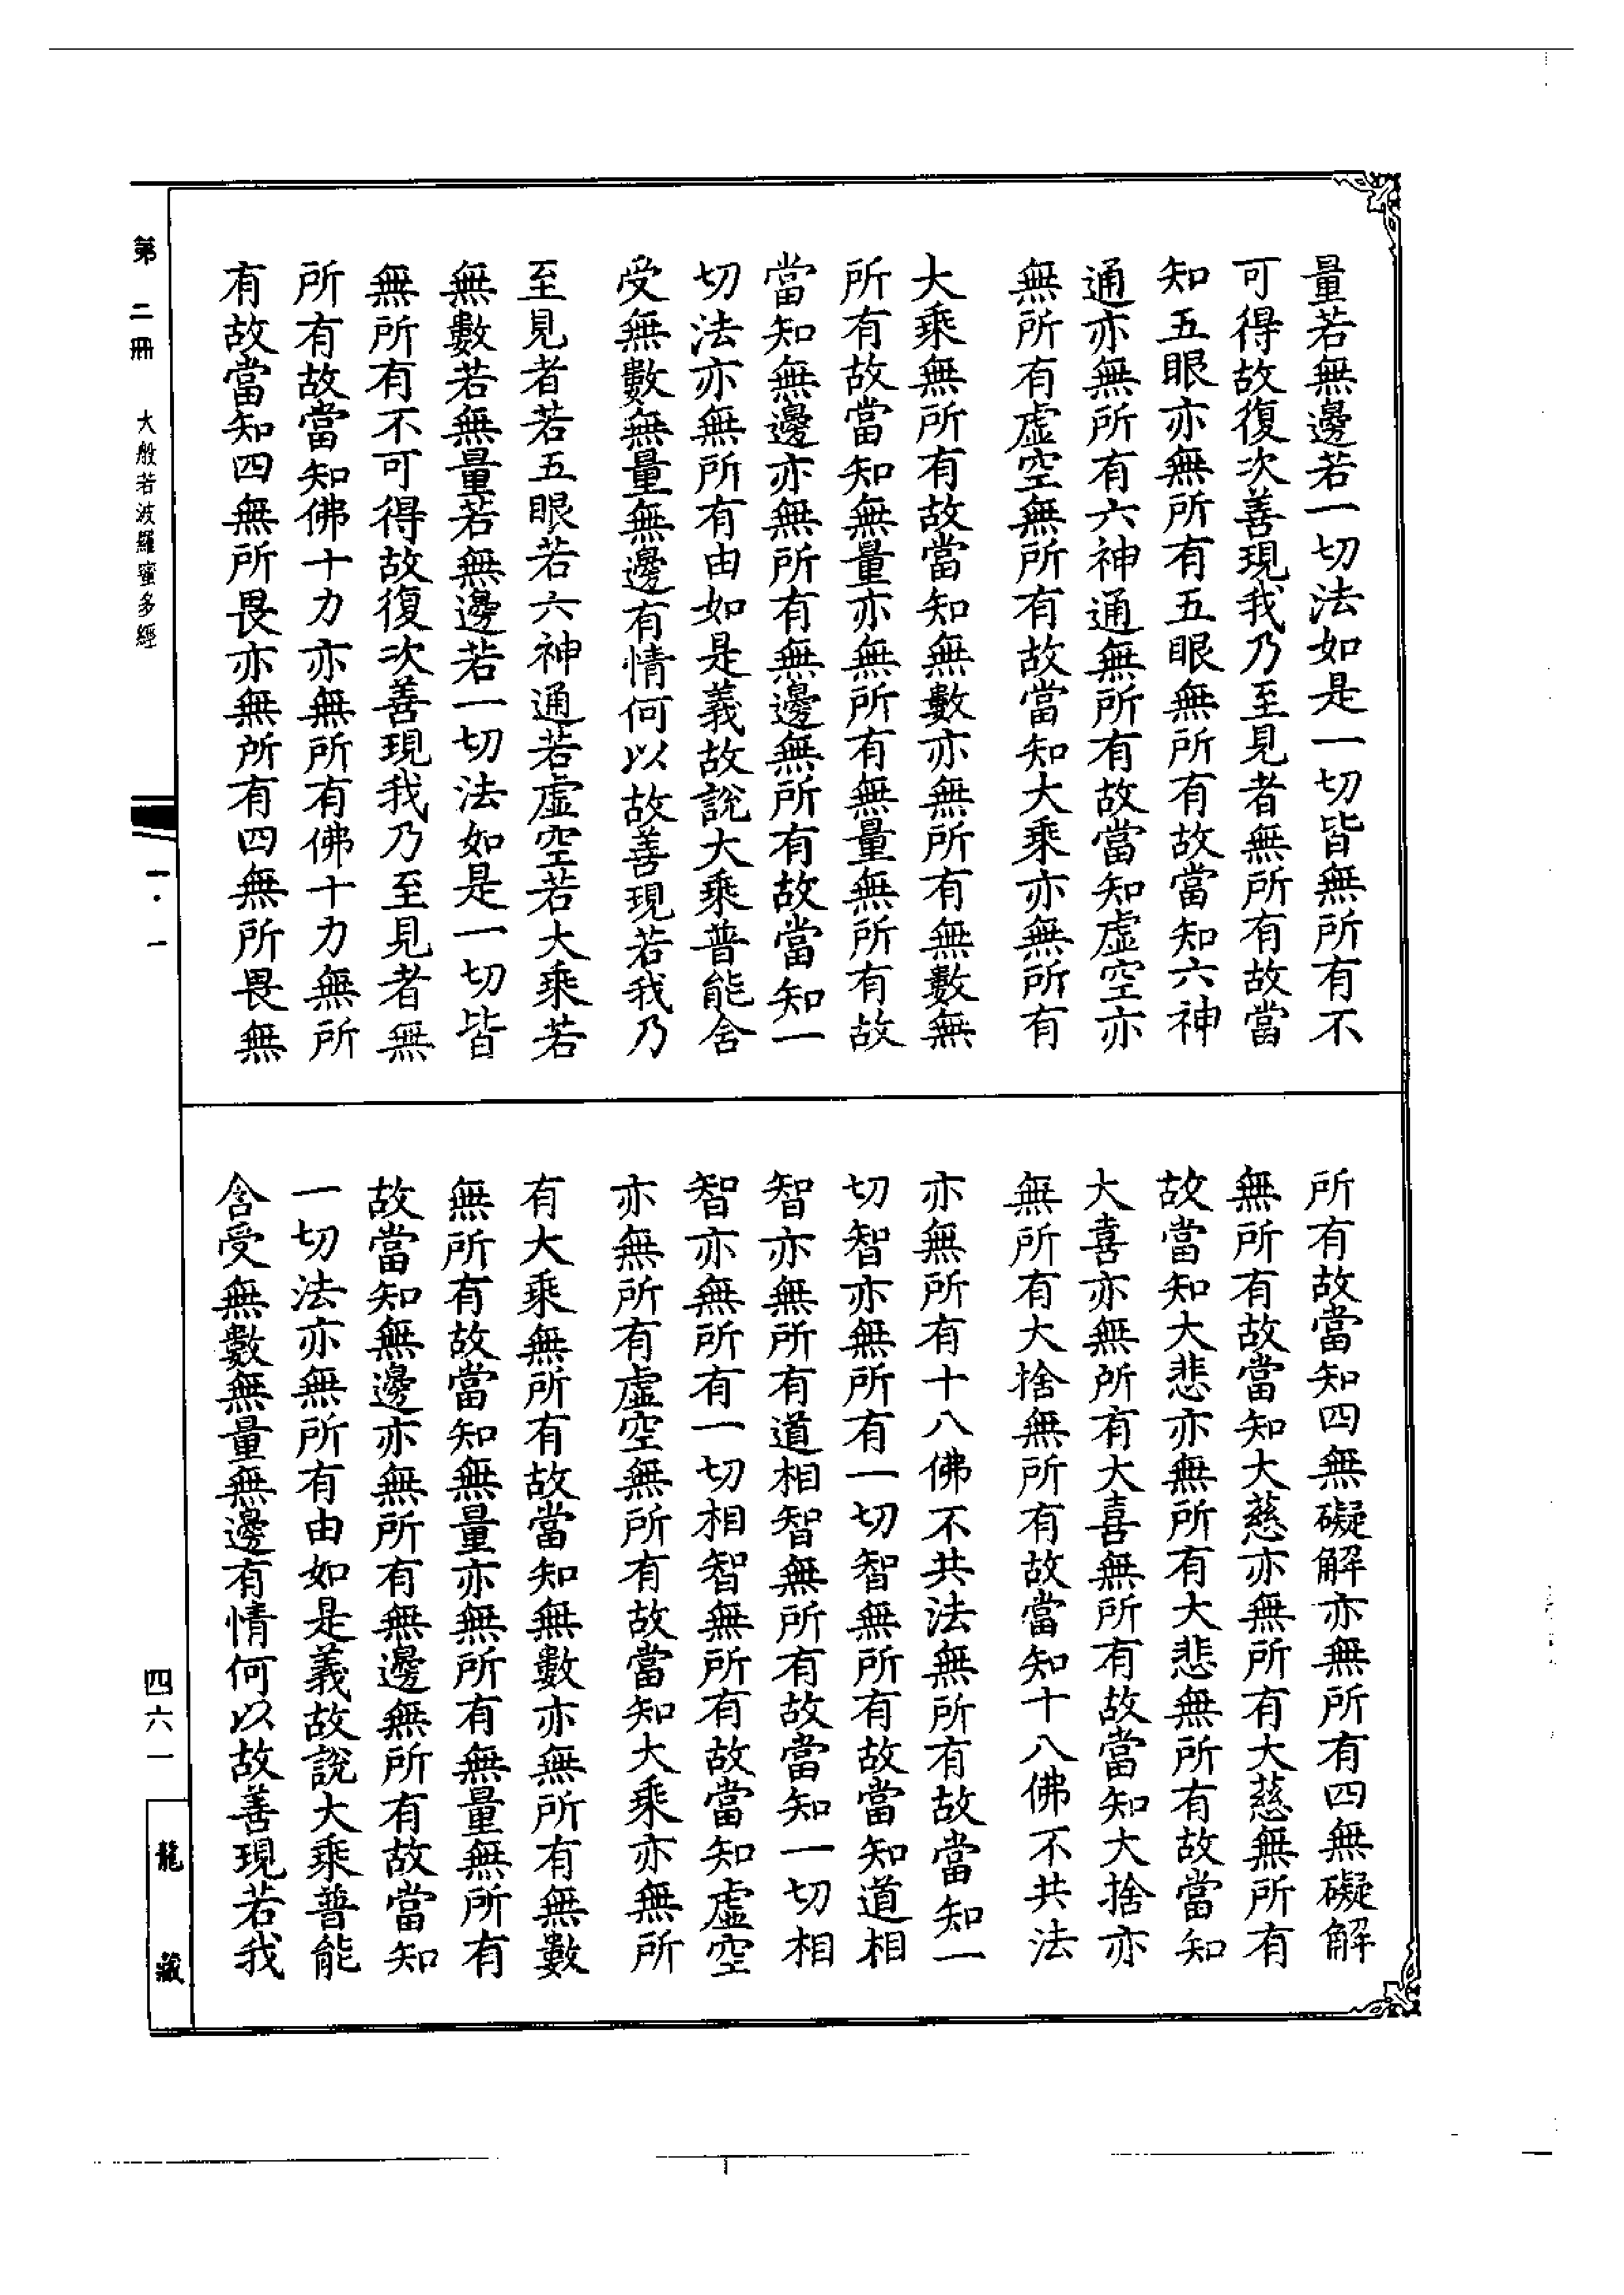 量若無邊若一切法如是一切皆無所有不
可得故復次善現我乃至見者無所有故當
知五眼亦無所有五眼無所有故當知六神
通亦無所有六神通無所有故當知虛空亦
無所有虛空無所有故當知大乘亦無所有
大乘無所有故當知無數亦無所有無數無
所有故當知無量亦無所有無量無所有故
當知無邊亦無所有無邊無所有故當知一
切法亦無所有由如是義故說大乘普能含
受無數無量無邊有情何以故善現若我乃
至見者若五眼若六神通若虛空若大乘若
無數若無量若無邊若一切法如是一切皆
無所有不可得故復次善現我乃至見者無
所有故當知佛十力亦無所有佛十力無所
有故當知四無所畏亦無所有四無所畏無
所有故當知四無礙解亦無所有四無礙解
無所有故當知大慈亦無所有大慈無所有
故當知大悲亦無所有大悲無所有故當知
大喜亦無所有大喜無所有故當知大捨亦
無所有大捨無所有故當知十八佛不共法
亦無所有十八佛不共法無所有故當知一
切智亦無所有一切智無所有故當知道相
智亦無所有道相智無所有故當知一切相
智亦無所有一切相智無所有故當知虛空
亦無所有虛空無所有故當知大乘亦無所
有大乘無所有故當知無數亦無所有無數
無所有故當知無量亦無所有無量無所有
故當知無邊亦無所有無邊無所有故當知
一切法亦無所有由如是義故說大乘普能
含受無數無量無邊有情何以故善現若我
第二冊 大般若波羅蜜多經 一·一 四六一 龍藏